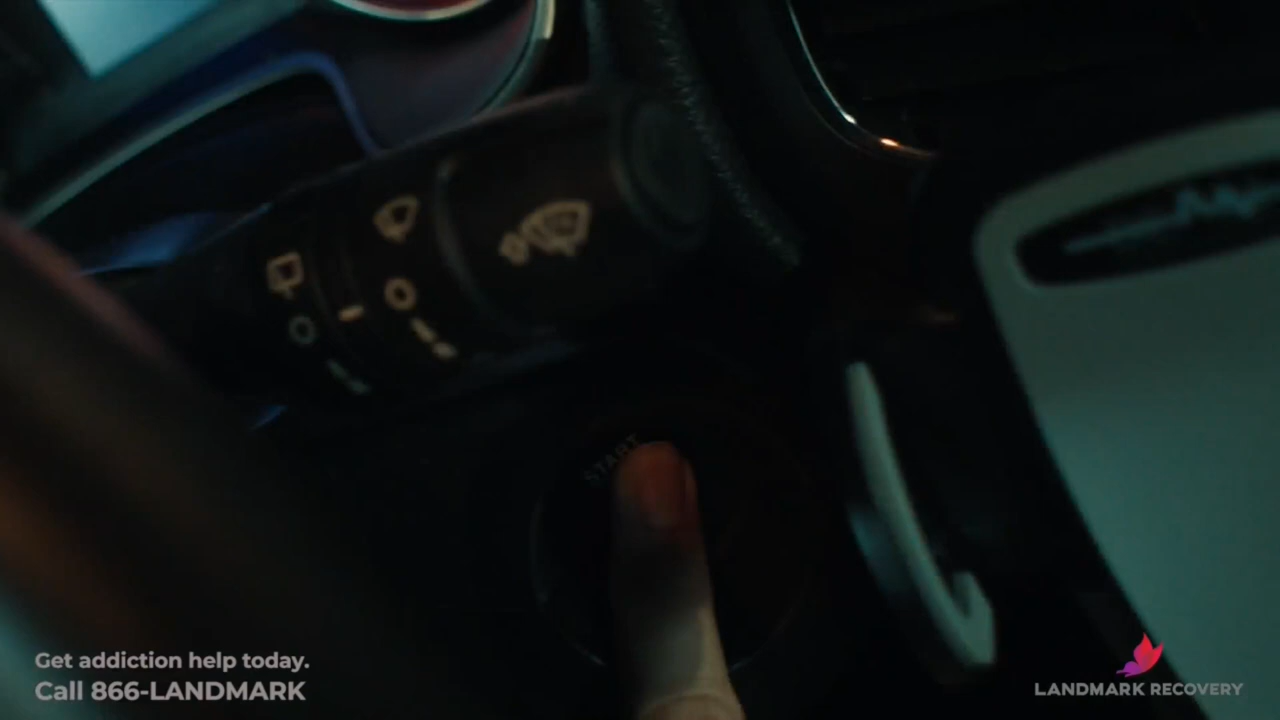 START
Get addiction help today.
Call 866-LANDMARK
LANDMARK RECOVERY